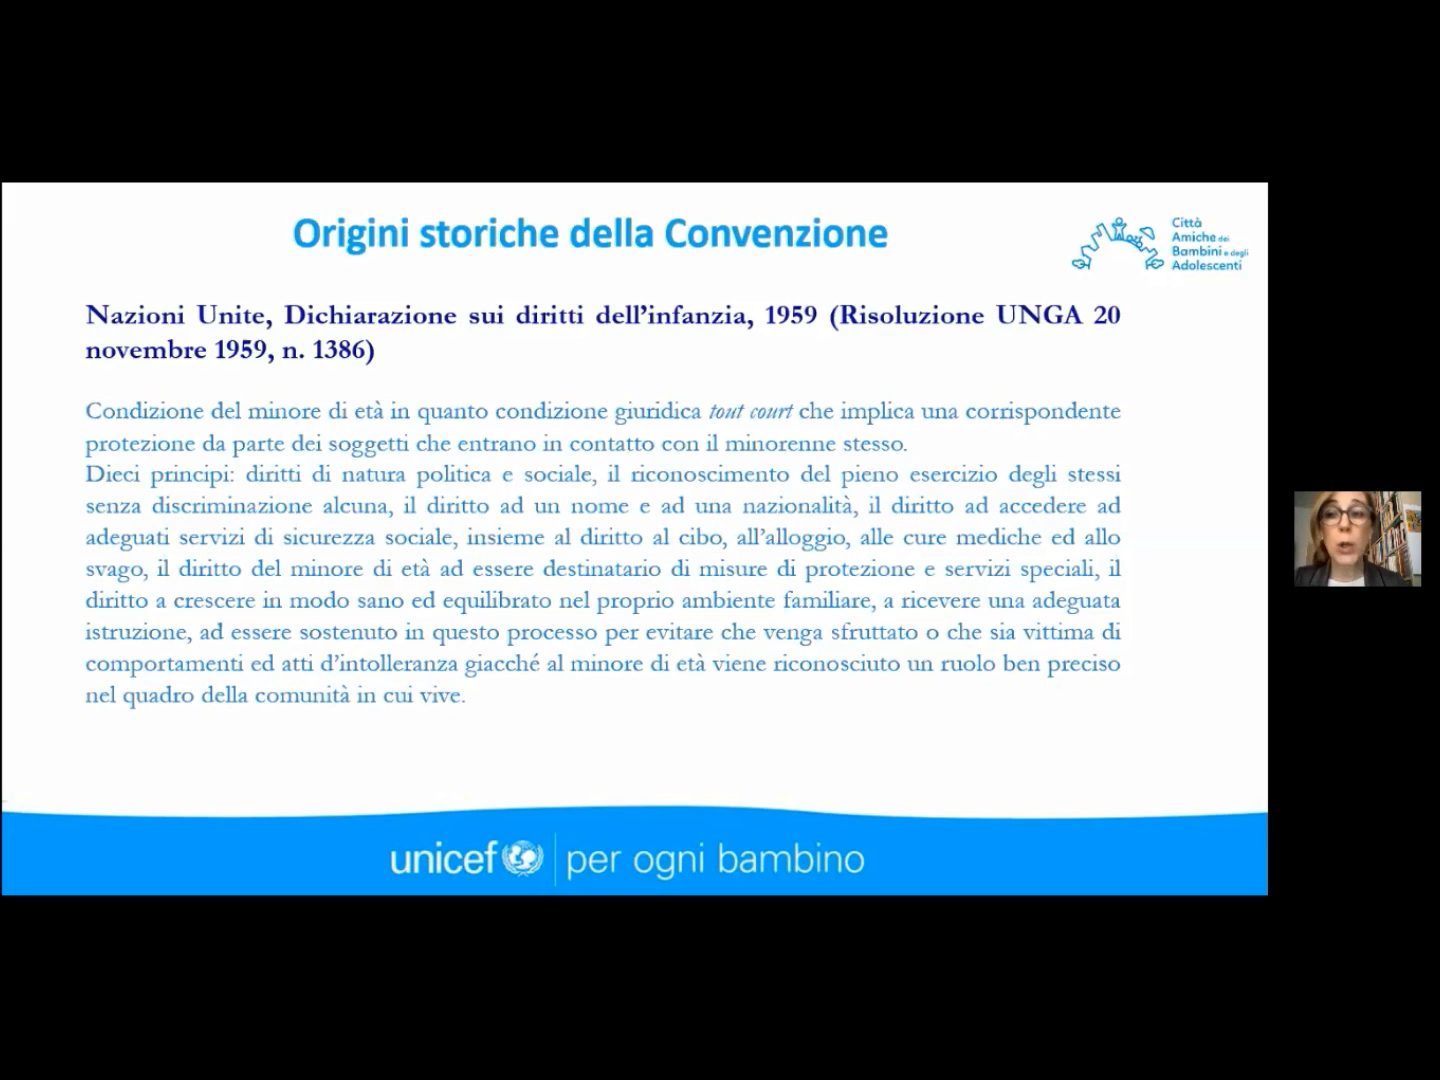 Origini storiche della Convenzione
Città
Amiche dei
Bambini e degli
Adolescenti
Nazioni Unite, Dichiarazione sui diritti dell'infanzia, 1959 (Risoluzione UNGA 20
novembre 1959, n. 1386)
Condizione del minore di età in quanto condizione giuridica tout court che implica una corrispondente
protezione da parte dei soggetti che entrano in contatto con il minorenne stesso.
Dieci principi: diritti di natura politica e sociale, il riconoscimento del pieno esercizio degli stessi
senza discriminazione alcuna, il diritto ad un nome e ad una nazionalità, il diritto ad accedere ad
adeguati servizi di sicurezza sociale, insieme al diritto al cibo, all'alloggio, alle cure mediche ed allo
svago, il diritto del minore di età ad essere destinatario di misure di protezione e servizi speciali, il
diritto a crescere in modo sano ed equilibrato nel proprio ambiente familiare, a ricevere una adeguata
istruzione, ad essere sostenuto in questo processo per evitare che venga sfruttato o che sia vittima di
comportamenti ed atti d'intolleranza giacché al minore di età viene riconosciuto un ruolo ben preciso
nel quadro della comunità in cui vive.
unicef per ogni bambino